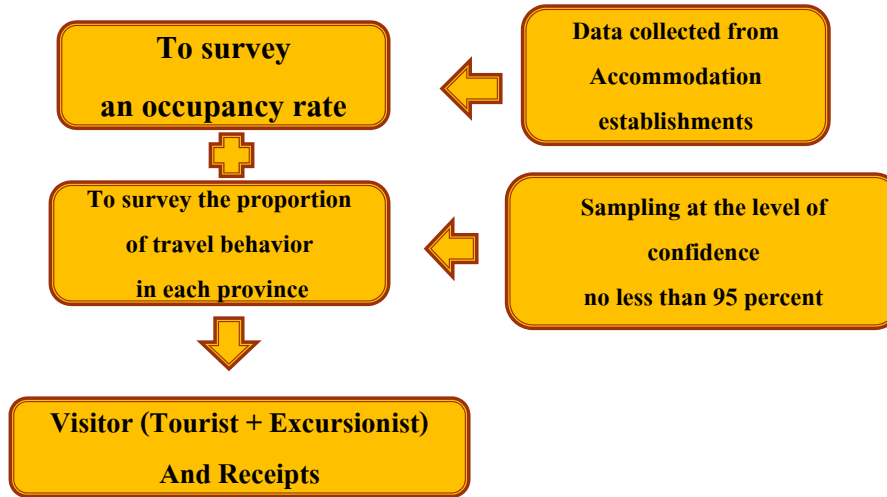 To survey
an occupancy rate
Data collected from
Accommodation
establishments
To survey the proportion
of travel behavior
in each province
Sampling at the level of
confidence
no less than 95 percent
Visitor (Tourist + Excursionist)
And Receipts